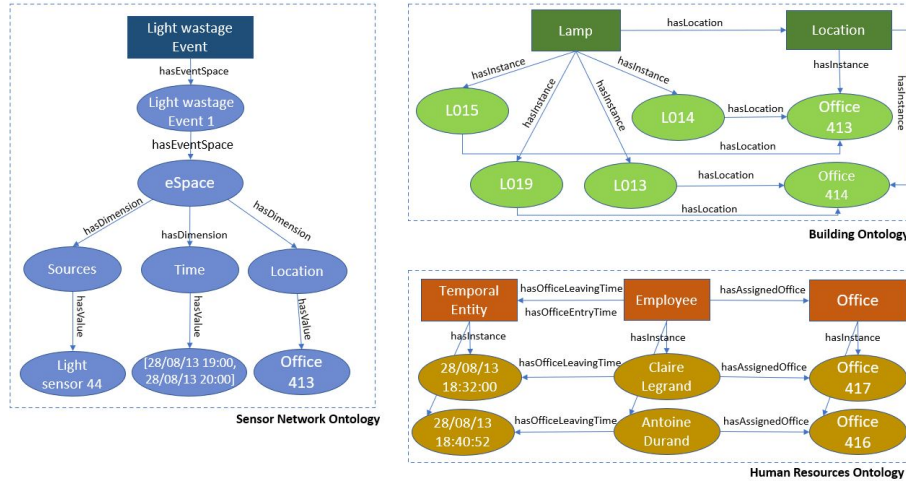 Light wastage
Event
hasEventSpace
Light wastage
Event 1
hasEventSpace
eSpace
hasDimension
hasDimension
hasDimension
Sources
Time
Location
hasValue
hasValue
hasValue
Light
sensor 44
[28/08/13 19:00,
28/08/13 20:00]
Office
413
Sensor Network Ontology
Lamp
hasLocation
Location
hasInstance
hasInstance
hasInstance
hasInstance
hasInstance
hasInstance
L015
L014
hasLocation
Office
413
hasLocation
L019
L013
hasLocation
Office
414
hasLocation
Building Ontology
Temporal
Entity
hasOfficeLeavingTime
hasOfficeEntryTime
Employee
hasAssignedOffice
Office
hasInstance
hasInstance
hasInstance
28/08/13
18:32:00
hasOfficeLeavingTime
Claire
Legrand
hasAssignedOffice
Office
417
28/08/13
18:40:52
hasOfficeLeavingTime
Antoine
Durand
hasAssignedOffice
Office
416
Human Resources Ontology